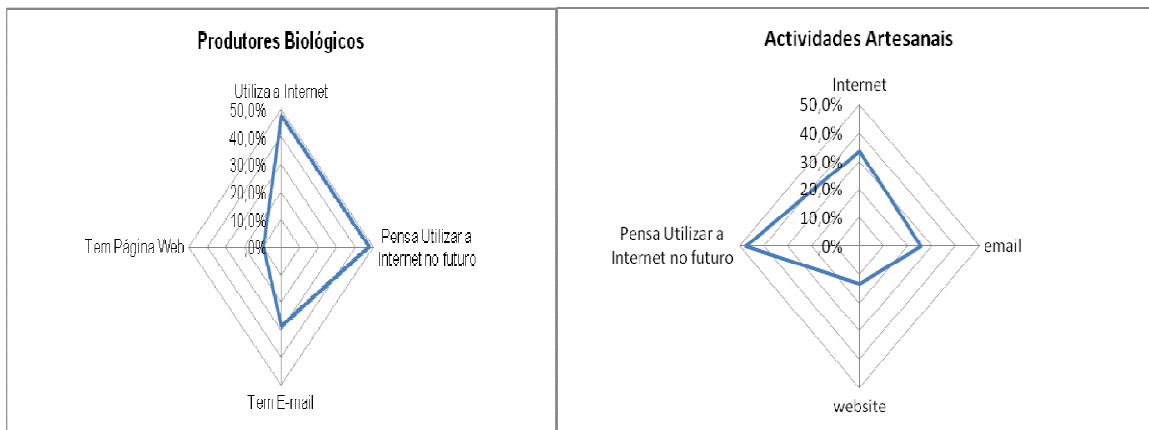 Produtores Biológicos
Utiliza a Internet
50,0%
40,0%
30,0%
20,0%
10,0%
,0%
Tem Página Web
Pensa Utilizar a
Internet no futuro
Tem E-mail
Actividades Artesanais
Internet
50,0%
40,0%
30,0%
20,0%
10,0%
0%
Pensa Utilizar a
Internet no futuro
email
website